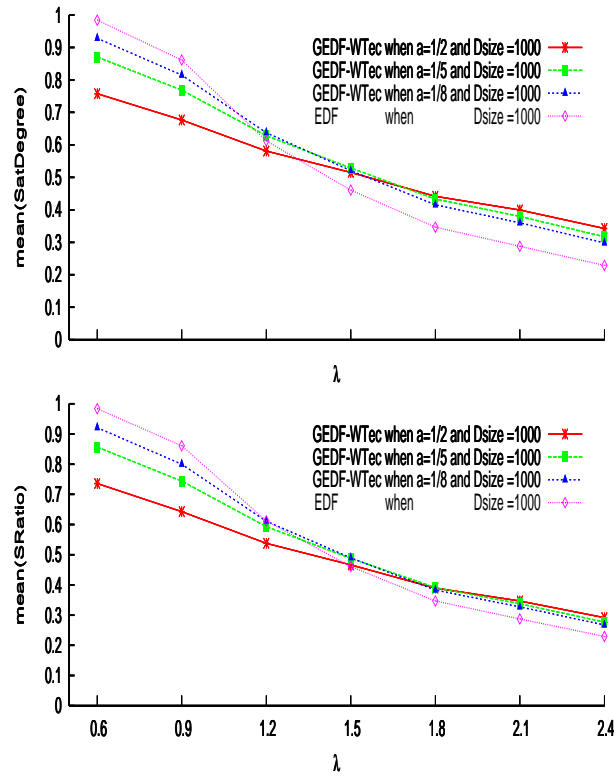 GEDF-WTec when a=1/2 and Dsize =1000
GEDF-WTec when a=1/5 and Dsize =1000
GEDF-WTec when a=1/8 and Dsize =1000
EDF when Dsize =1000
mean(SatDegree)
1
0.9
0.8
0.7
0.6
0.5
0.4
0.3
0.2
0.1
0
λ
GEDF-WTec when a=1/2 and Dsize =1000
GEDF-WTec when a=1/5 and Dsize =1000
GEDF-WTec when a=1/8 and Dsize =1000
EDF when Dsize =1000
mean(SRatio)
1
0.9
0.8
0.7
0.6
0.5
0.4
0.3
0.2
0.1
0
0.6 0.9 1.2 1.5 1.8 2.1 2.4
λ